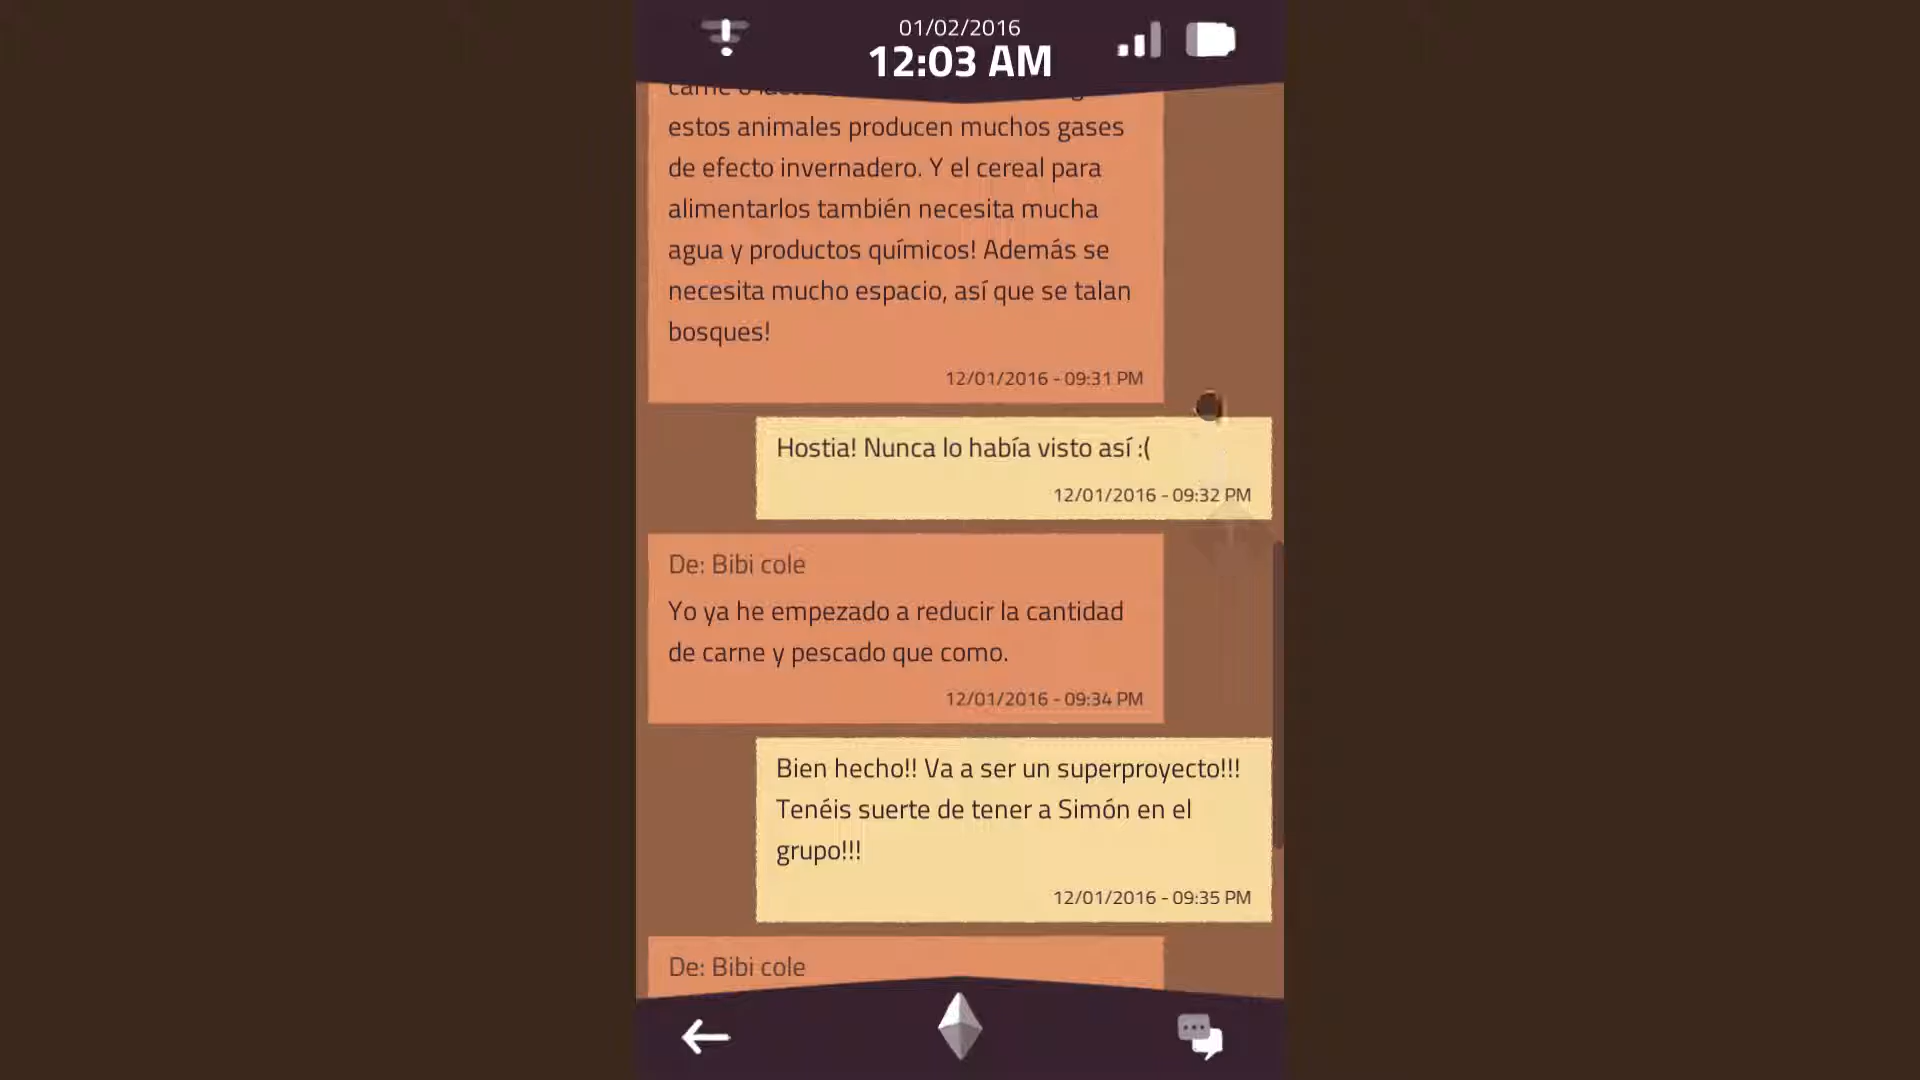 01/02/2016
12:03 AM
estos animales producen muchos gases
de efecto invernadero. Y el cereal para
alimentarlos también necesita mucha
agua y productos químicos! Además se
necesita mucho espacio, así que se talan
bosques!
12/01/2016 - 09:31 PM
Hostia! Nunca lo había visto así :(
12/01/2016 - 09:32 PM
De: Bibi cole
Yo ya he empezado a reducir la cantidad
de carne y pescado que como.
12/01/2016 - 09:34 PM
Bien hecho!! Va a ser un superproyecto!!!
Tenéis suerte de tener a Simón en el
grupo!!!
12/01/2016 - 09:35 PM
De: Bibi cole